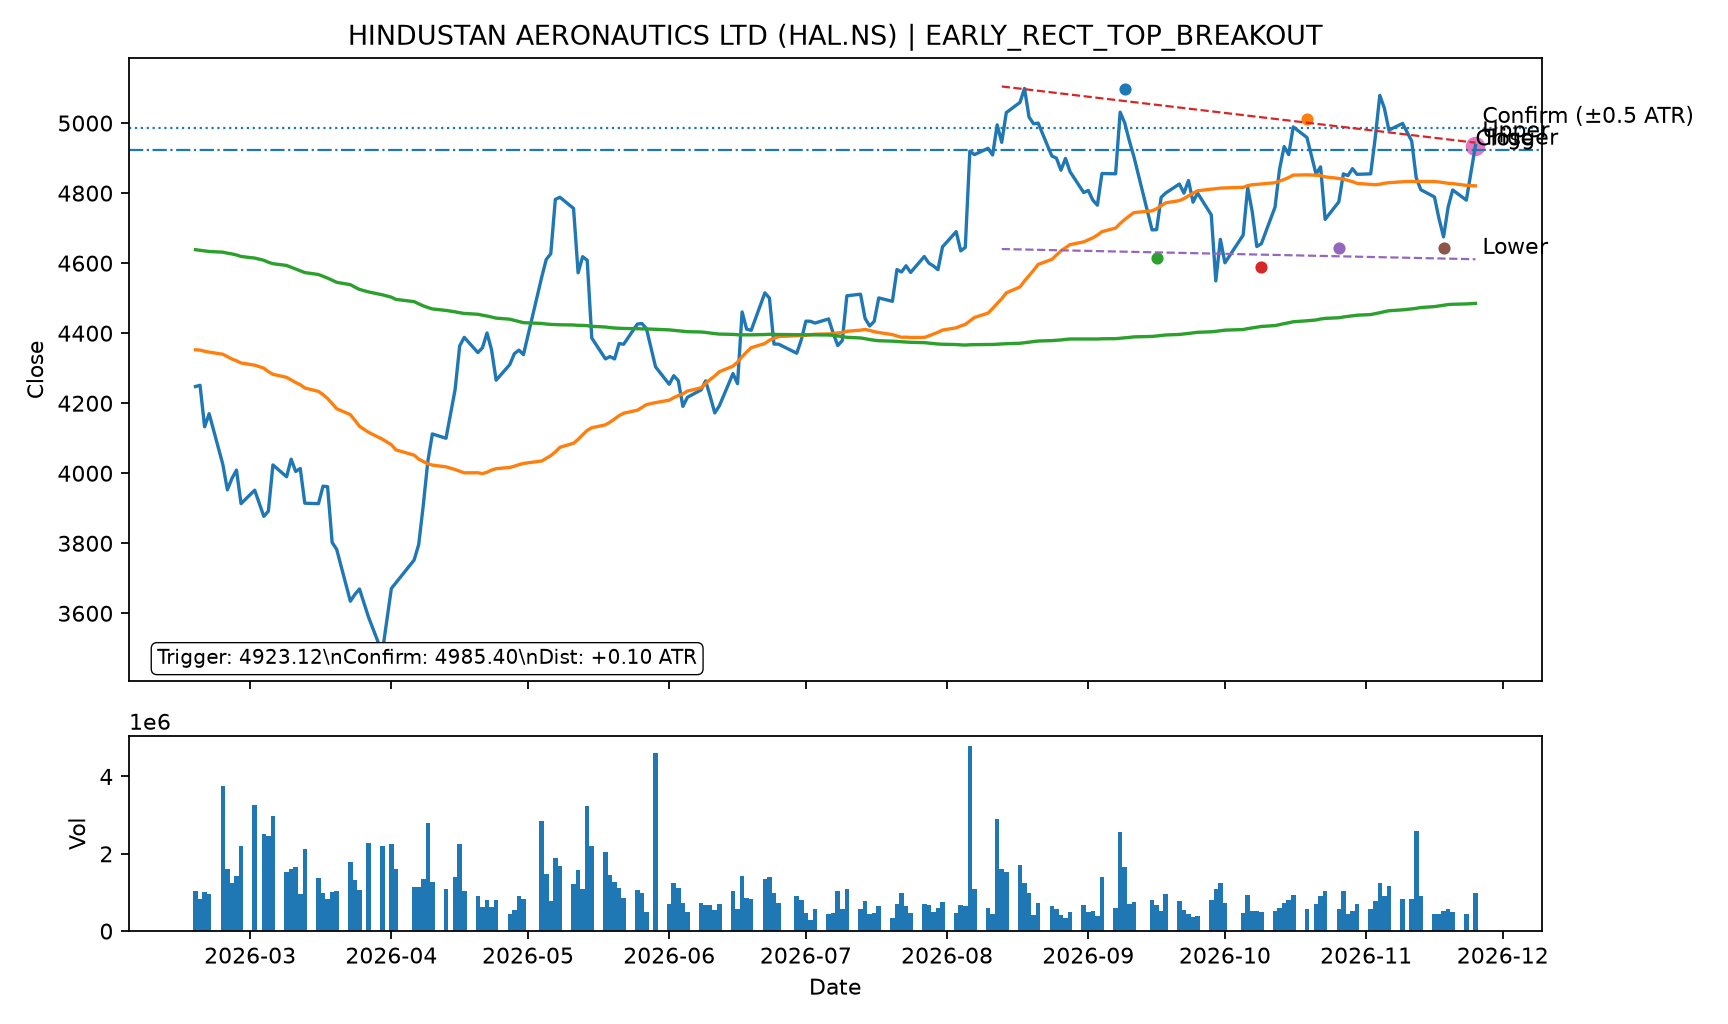 HINDUSTAN AERONAUTICS LTD (HAL.NS) | EARLY_RECT_TOP_BREAKOUT
Close
5000
4800
4600
4400
4200
4000
3800
3600
Confirm (±0.5 ATR)
Upper
Trigger
Close
Lower
Trigger: 4923.12\nConfirm: 4985.40\nDist: +0.10 ATR
1e6
Vol
4
2
0
2026-03
2026-04
2026-05
2026-06
2026-07
2026-08
2026-09
2026-10
2026-11
2026-12
Date